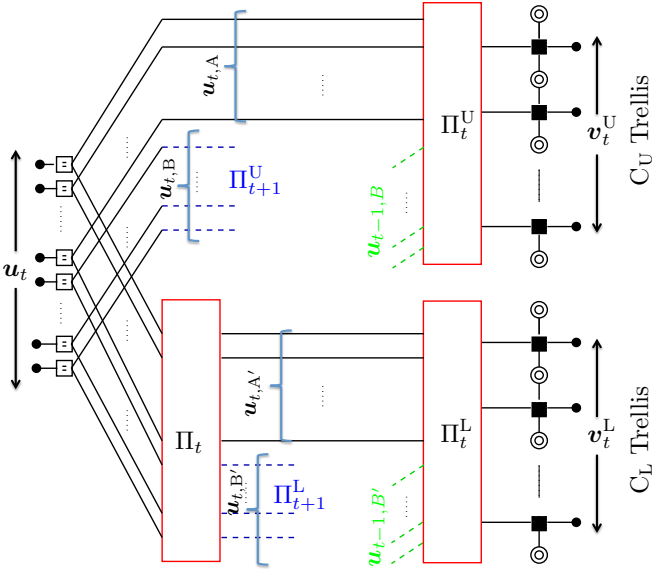 u_t
=
=
=
=
=
=
u_{t,A}
u_{t,B}
Π_{t+1}^U
u_{t−1,B}
Π_t^U
v_t^U
C_U Trellis
Π_t
u_{t,A′}
u_{t,B′}
Π_{t+1}^L
u_{t−1,B′}
Π_t^L
v_t^L
C_L Trellis